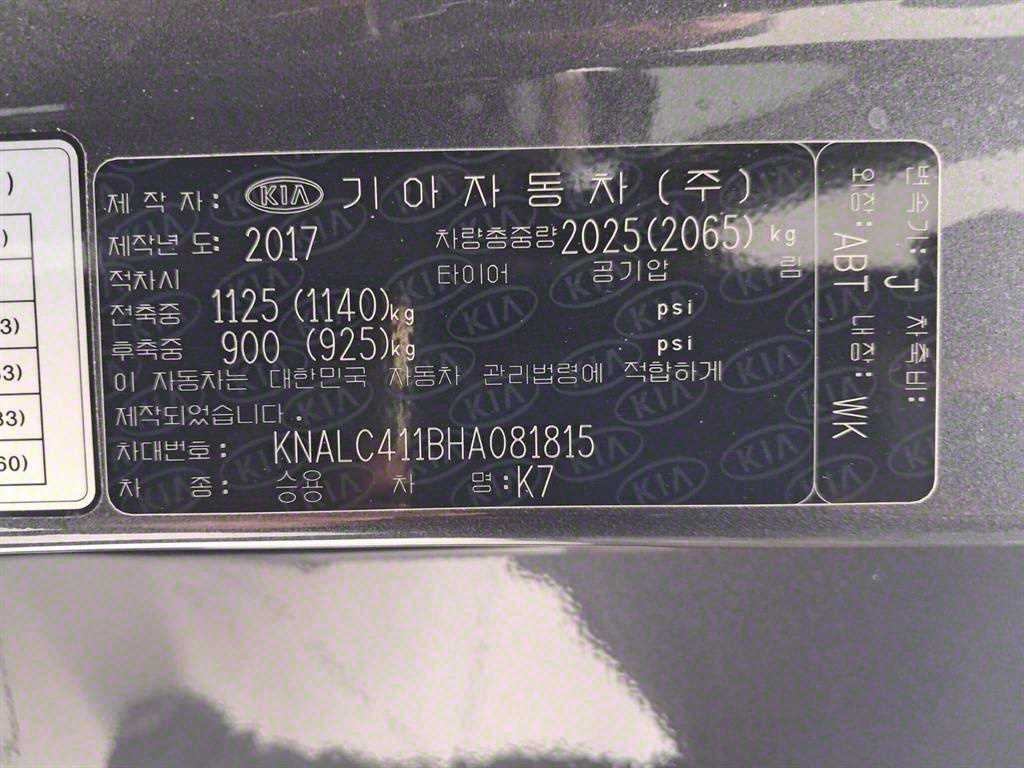 )
)
3)
33)
33)
60)
제 작 자: KIA 기아자동차(주)
제작년 도: 2017 차량총중량 2025(2065) kg
적차시 타이어 공기압 림
전축중 1125 (1140)kg psi
후축중 900 (925)kg psi
이 자동차는 대한민국 자동차 관리법령에 적합하게
제작되었습니다.
차대번호: KNALC411BHA081815
차 종: 승용 차 명: K7
변속기: J 차축비:
외장: ABT 내장: WK